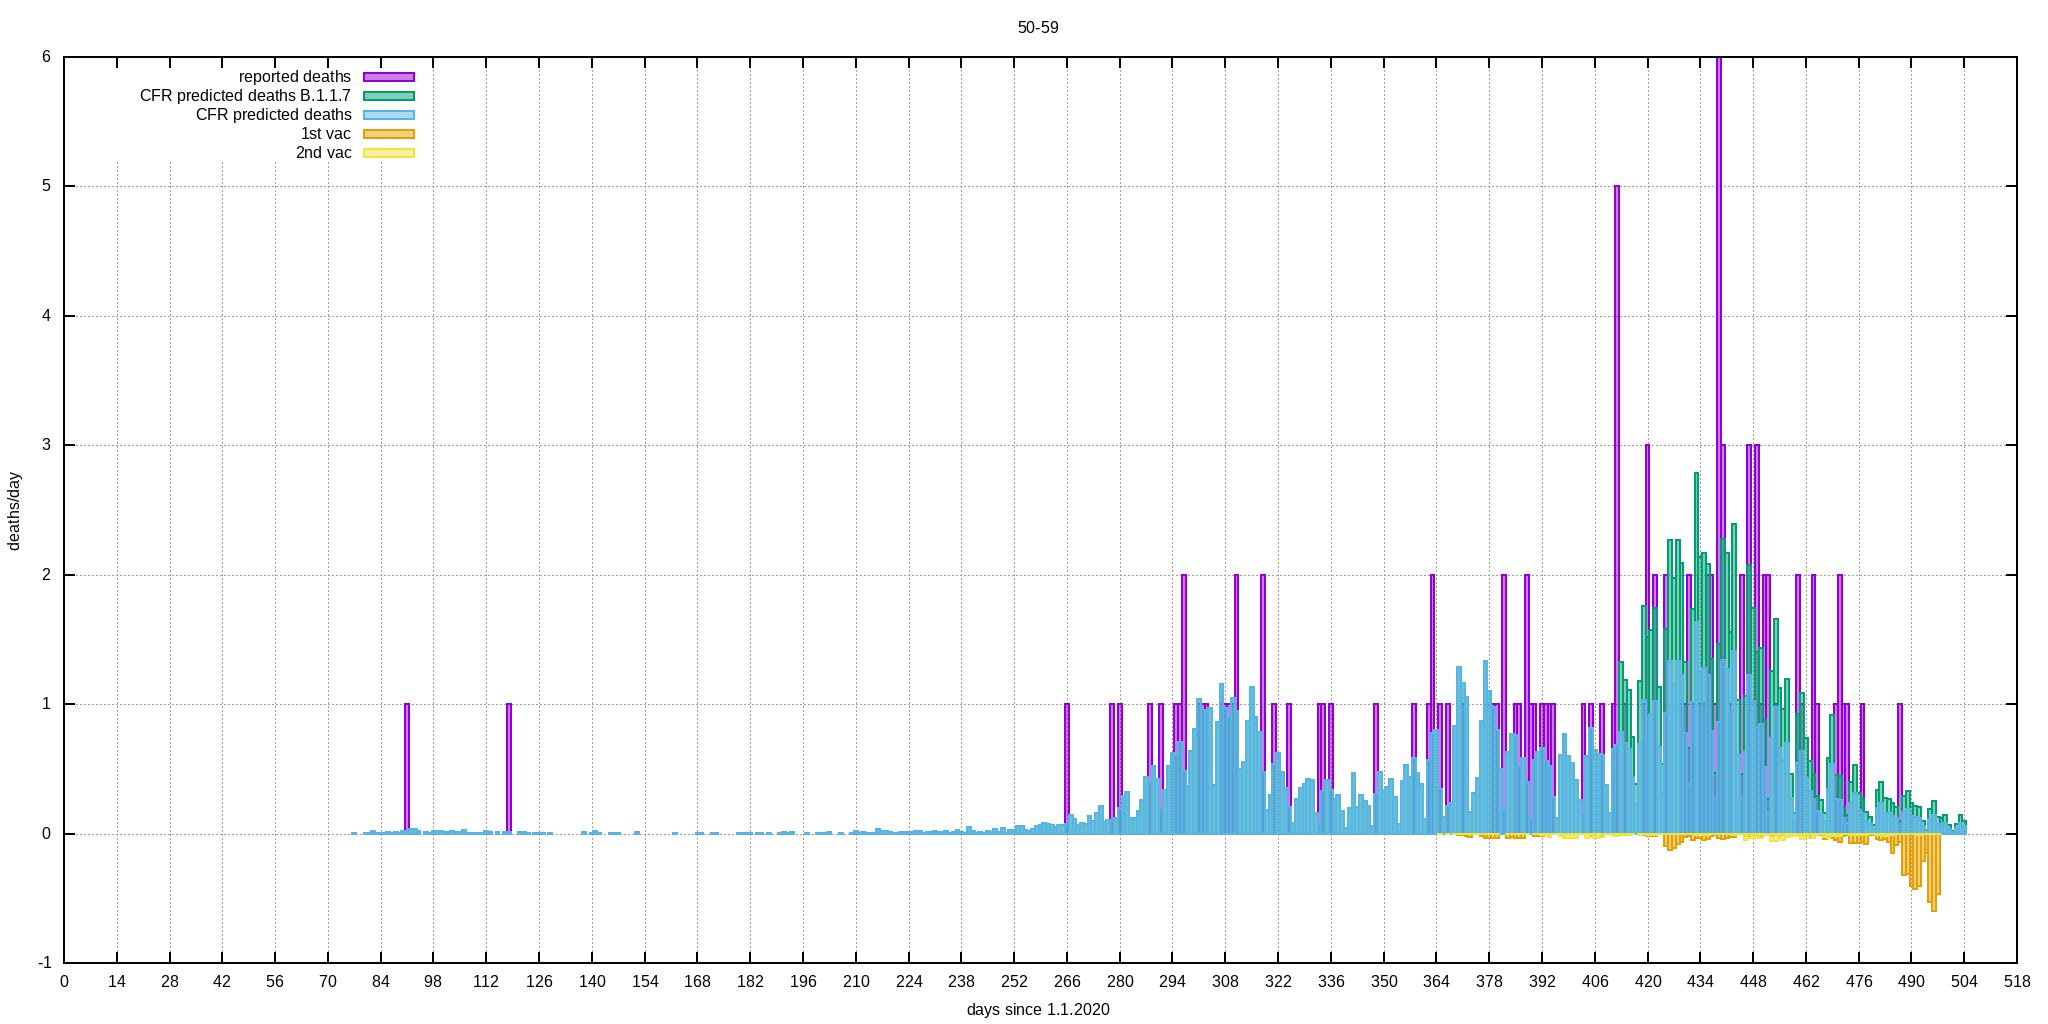 50-59
reported deaths
CFR predicted deaths B.1.1.7
CFR predicted deaths
1st vac
2nd vac
6
5
4
3
2
1
0
-1
deaths/day
0 14 28 42 56 70 84 98 112 126 140 154 168 182 196 210 224 238 252 266 280 294 308 322 336 350 364 378 392 406 420 434 448 462 476 490 504 518
days since 1.1.2020